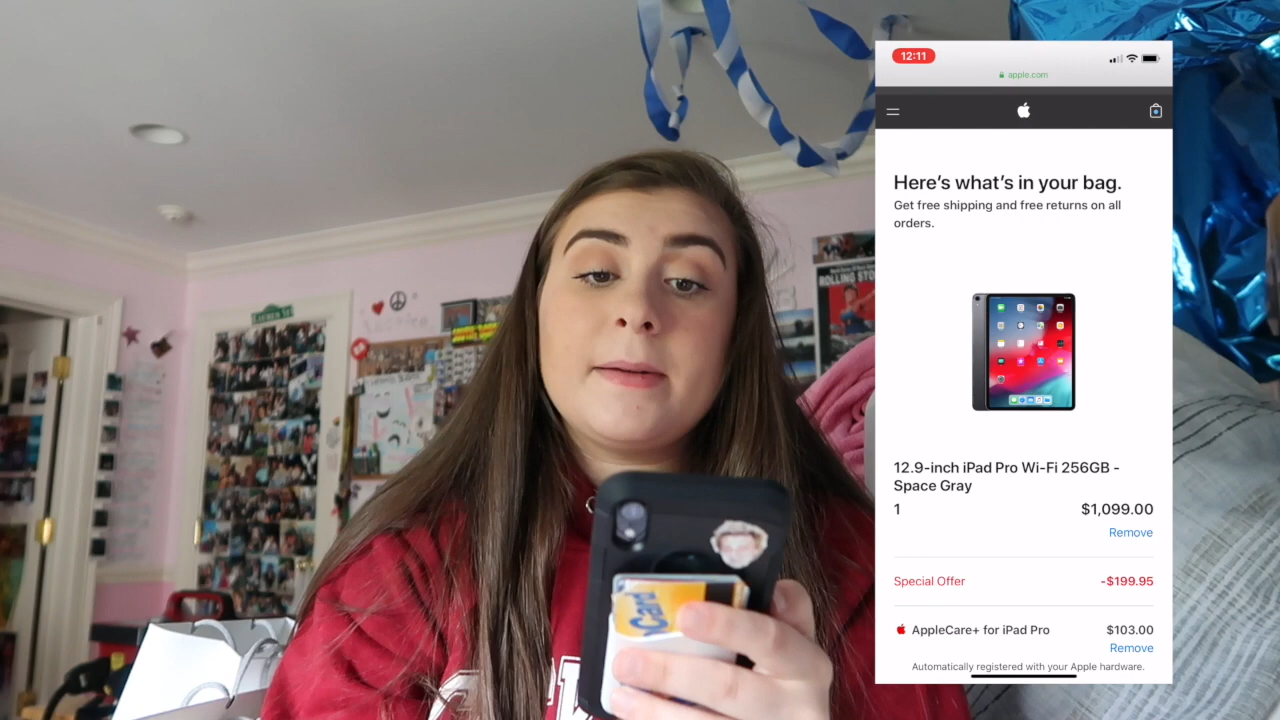 12:11
apple.com
Here's what's in your bag.
Get free shipping and free returns on all
orders.
12.9-inch iPad Pro Wi-Fi 256GB -
Space Gray
1 $1,099.00
Remove
Special Offer -$199.95
AppleCare+ for iPad Pro $103.00
Remove
Automatically registered with your Apple hardware.
ROLLING STO
Card